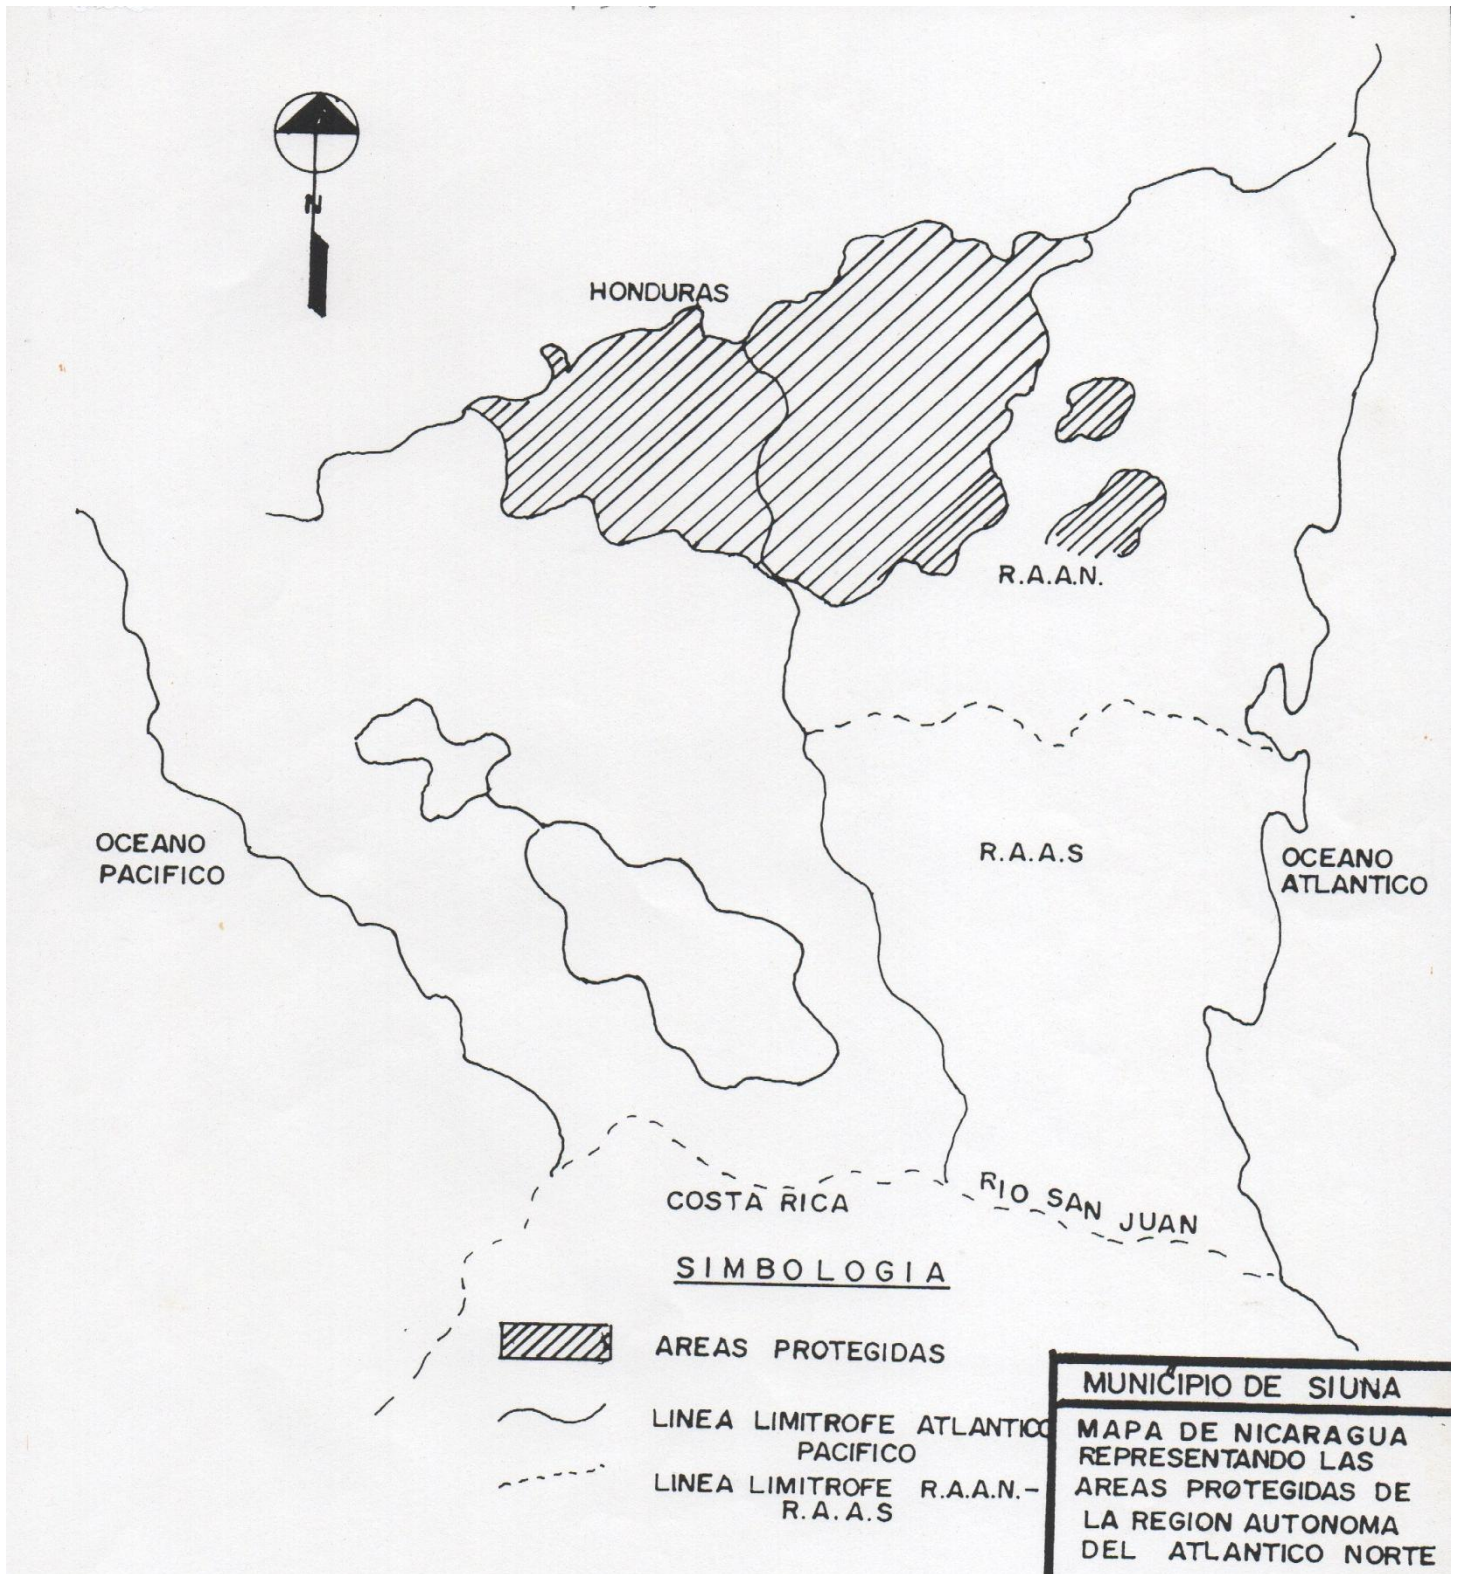 N
HONDURAS
R.A.A.N.
R.A.A.S
OCEANO
PACIFICO
OCEANO
ATLANTICO
COSTA RICA
RIO SAN JUAN
SIMBOLOGIA
AREAS PROTEGIDAS
LINEA LIMITROFE ATLANTICO
PACIFICO
LINEA LIMITROFE R.A.A.N.-
R.A.A.S
MUNICIPIO DE SIUNA
MAPA DE NICARAGUA
REPRESENTANDO LAS
AREAS PROTEGIDAS DE
LA REGION AUTONOMA
DEL ATLANTICO NORTE